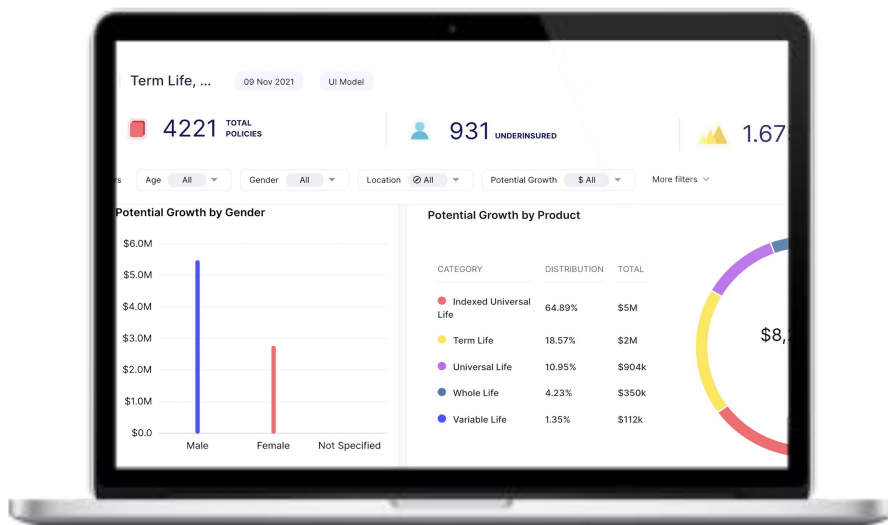 Term Life, ...
09 Nov 2021
UI Model
4221 TOTAL POLICIES
931 UNDERINSURED
1.67
Age All
Gender All
Location All
Potential Growth $ All
More filters
Potential Growth by Gender
$6.0M
$5.0M
$4.0M
$3.0M
$2.0M
$1.0M
$0.0
Male Female Not Specified
Potential Growth by Product
CATEGORY DISTRIBUTION TOTAL
Indexed Universal Life 64.89% $5M
Term Life 18.57% $2M
Universal Life 10.95% $904k
Whole Life 4.23% $350k
Variable Life 1.35% $112k
$8,